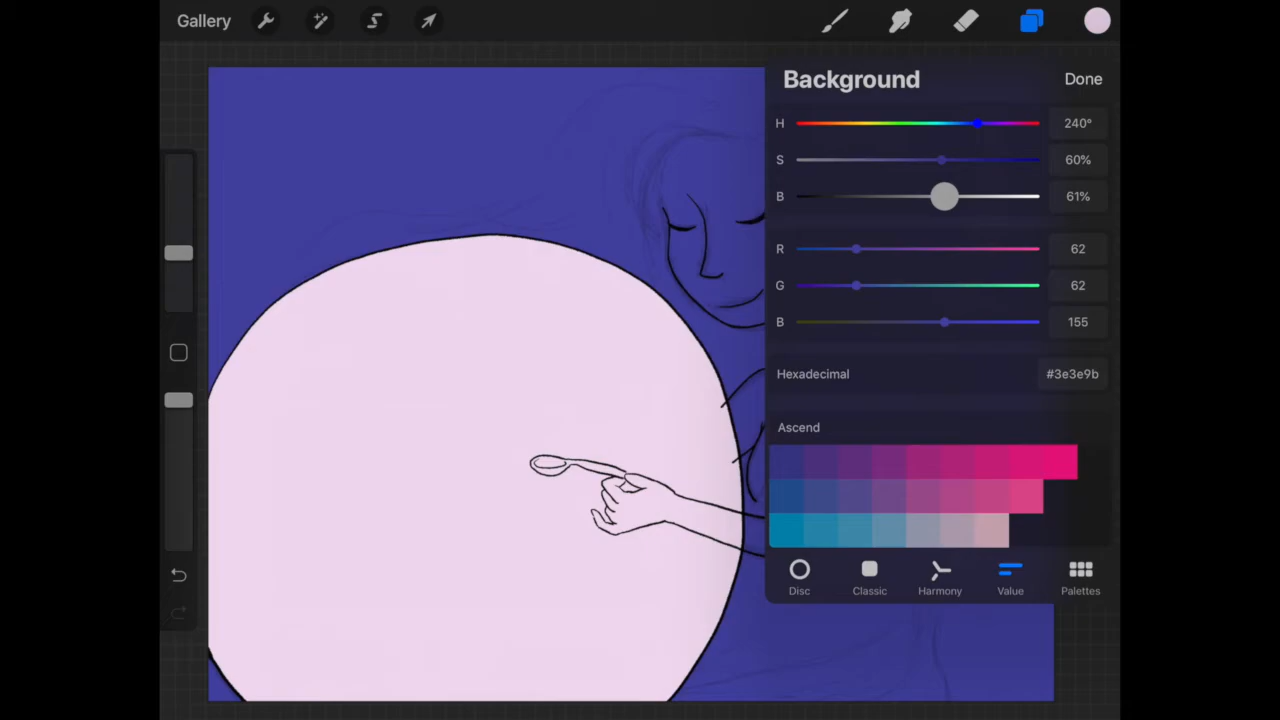 Gallery
Background Done
H 240°
S 60%
B 61%
R 62
G 62
B 155
Hexadecimal #3e3e9b
Ascend
Disc Classic Harmony Value Palettes